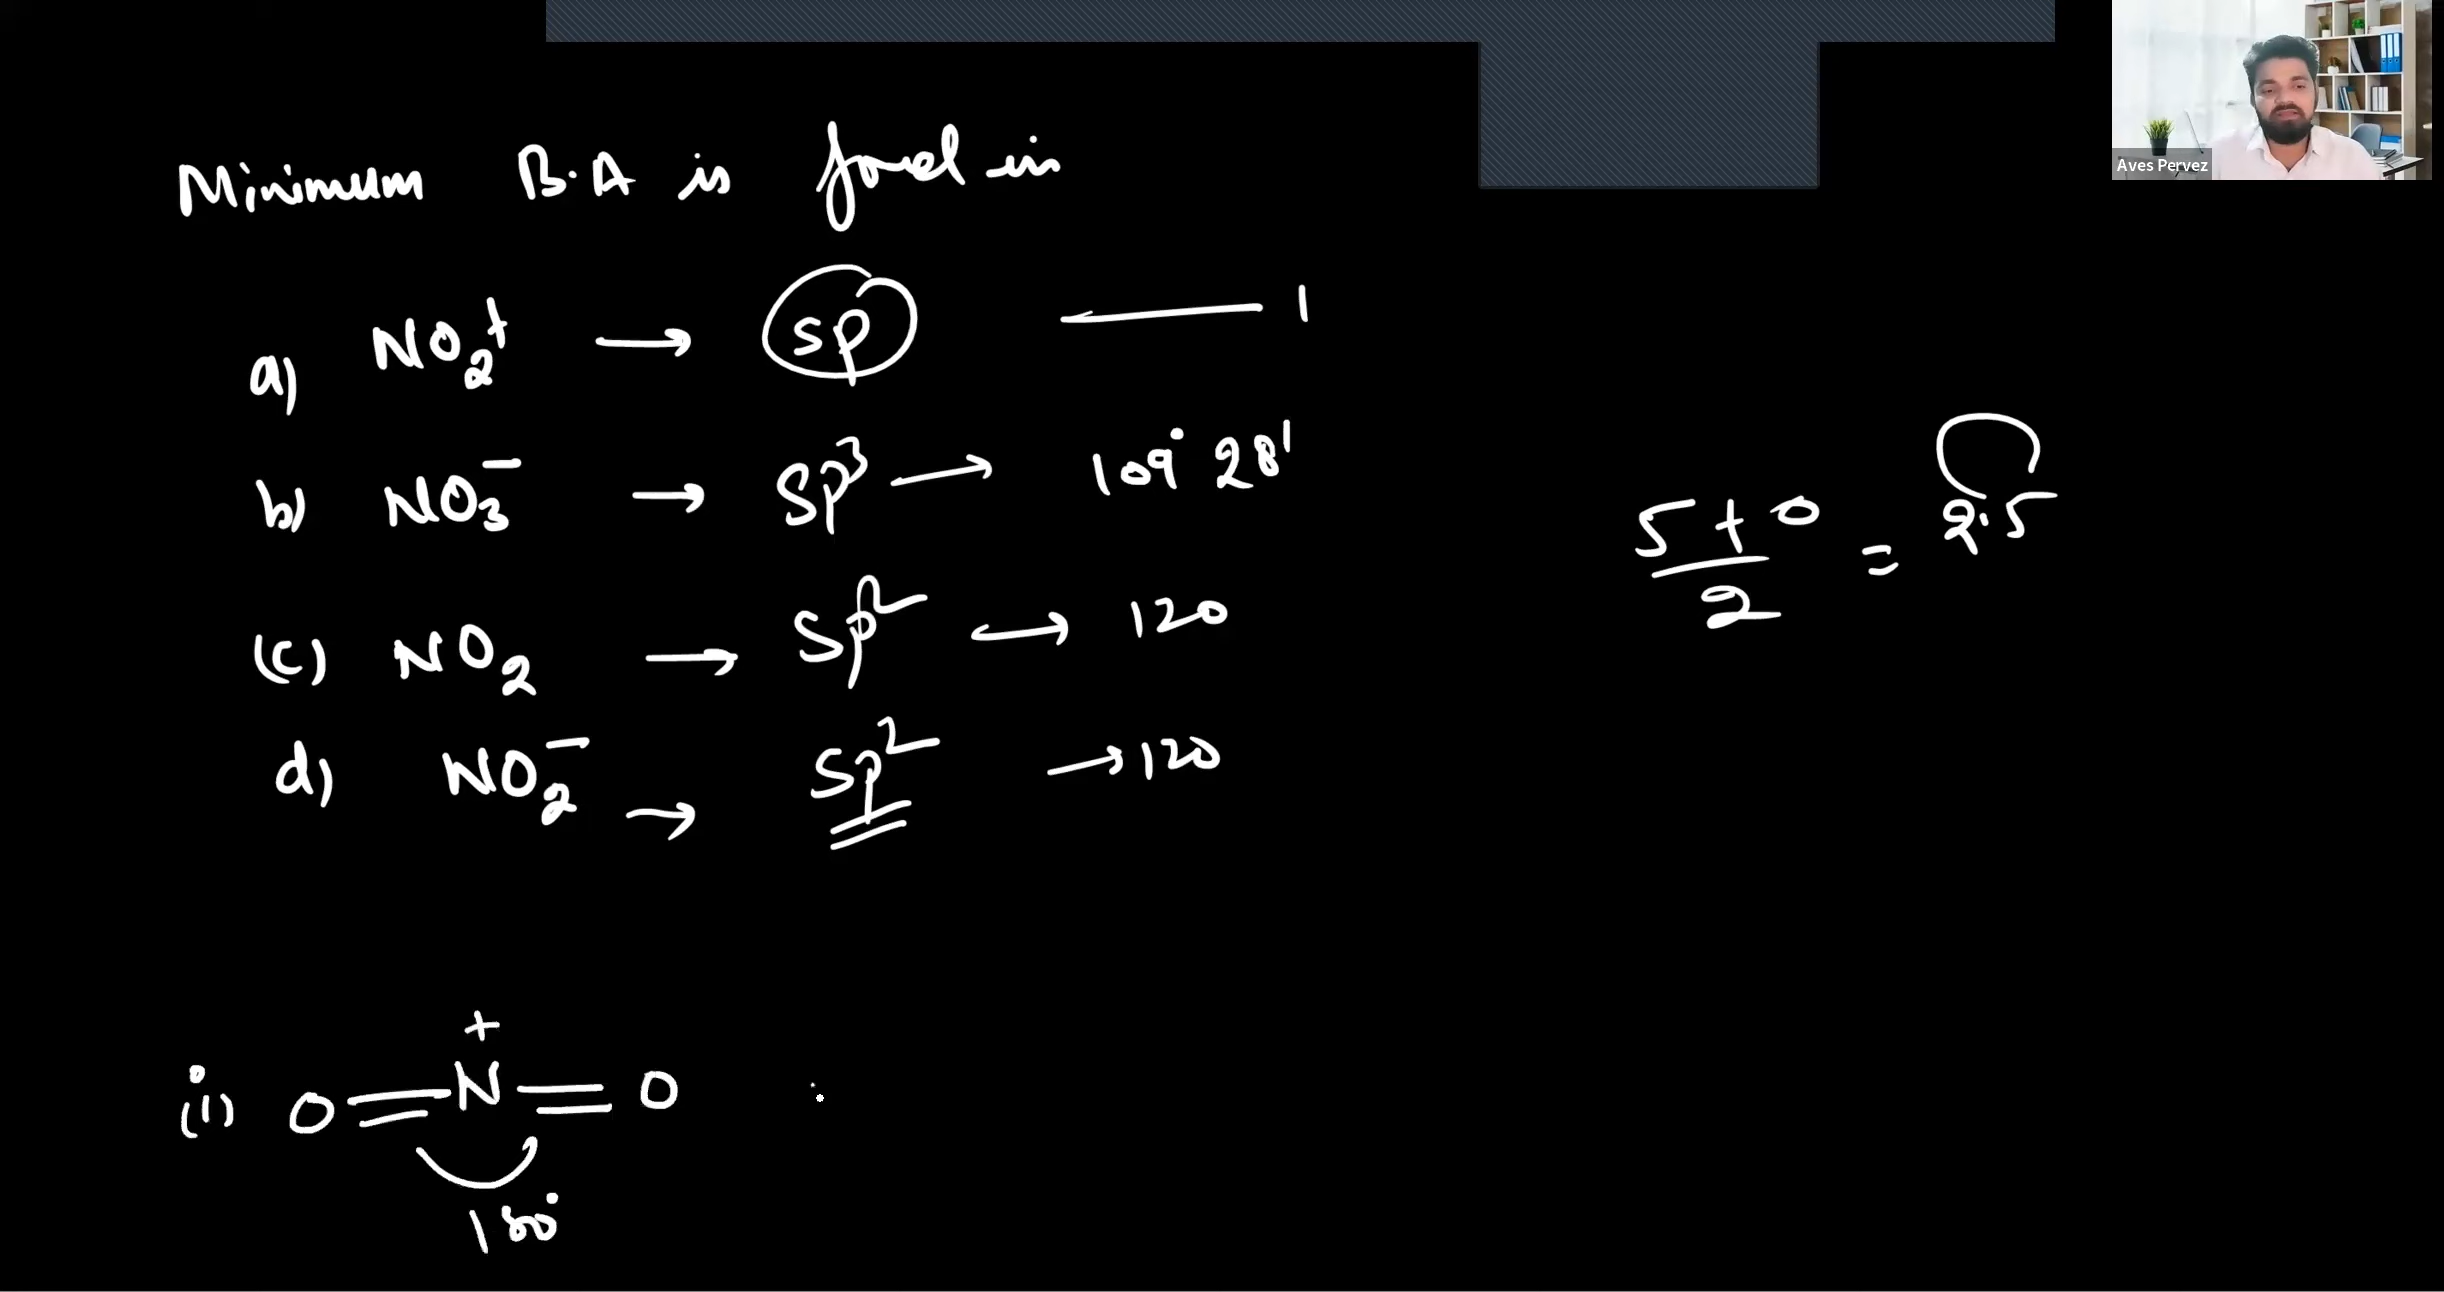 Aves Pervez
Minimum B.A is found in
a) NO₂⁺ → sp ← 1
b) NO₃⁻ → Sp³ → 109° 28'
(c) NO₂ → Sp² ↔ 120
d) NO₂⁻ → Sp² → 120
5 + 0 / 2 = 2.5
(i) O = N⁺ = O
180°